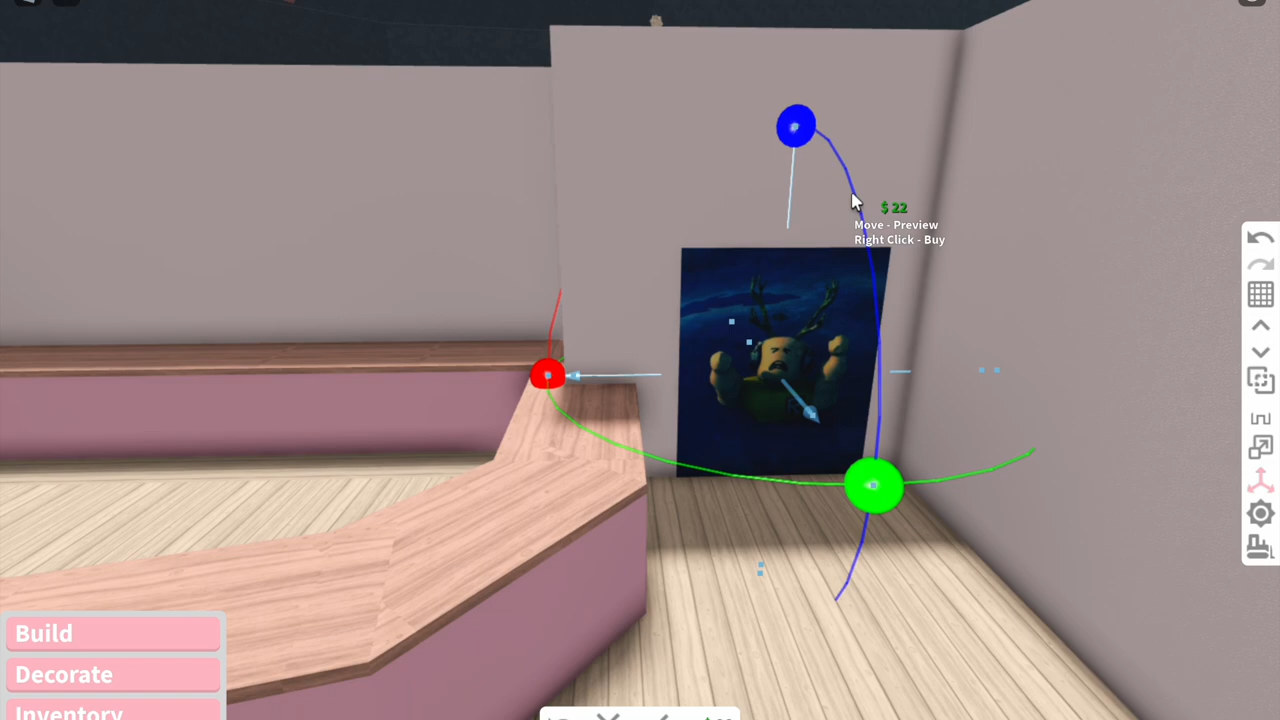 $ 22
Move - Preview
Right Click - Buy
Build
Decorate
Inventory